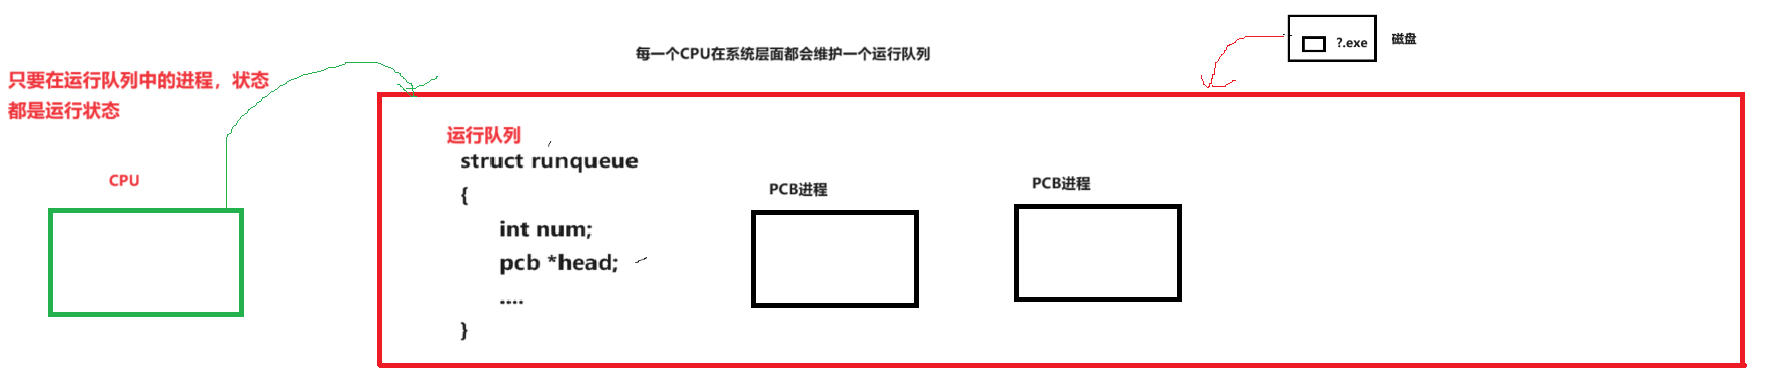 每一个CPU在系统层面都会维护一个运行队列
?.exe
磁盘
只要在运行队列中的进程，状态
都是运行状态
CPU
运行队列
struct runqueue
{
int num;
pcb *head;
....
}
PCB进程
PCB进程